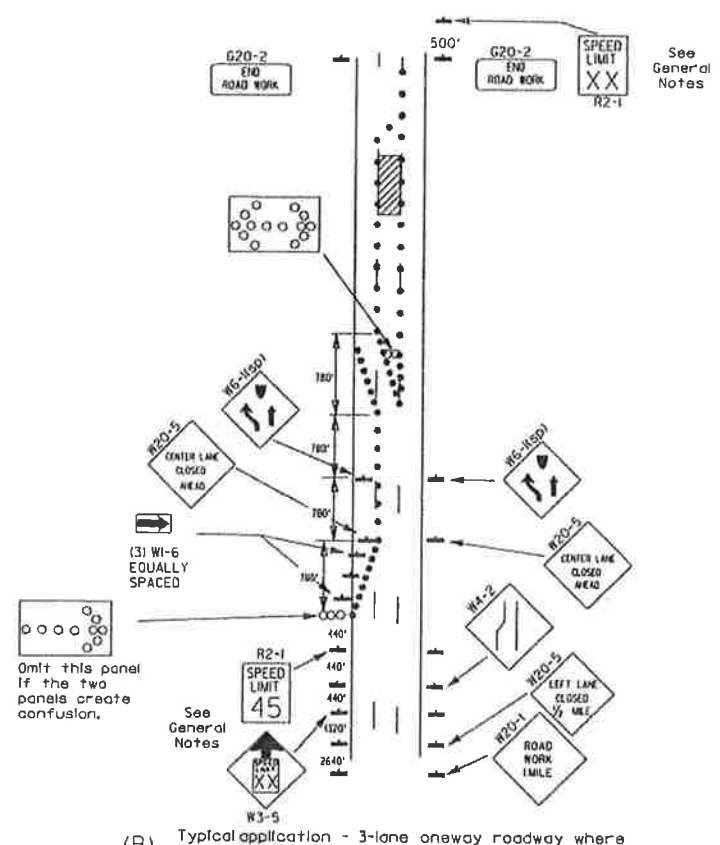 500'
G20-2
END
ROAD WORK
G20-2
END
ROAD WORK
SPEED
LIMIT
XX
R2-1
See
General
Notes
780'
W6-1(sp)
780'
W6-1(sp)
W20-5
CENTER LANE
CLOSED
AHEAD
780'
W20-5
CENTER LANE
CLOSED
AHEAD
(3) W1-6
EQUALLY
SPACED
780'
W4-2
Omit this panel
if the two
panels create
confusion.
440'
R2-1
SPEED
LIMIT
45
440'
440'
W20-5
LEFT LANE
CLOSED
1/2 MILE
See
General
Notes
1320'
W20-1
ROAD
WORK
1 MILE
2640'
SPEED
LIMIT
XX
W3-5
(B) Typical application - 3-lane oneway roadway where